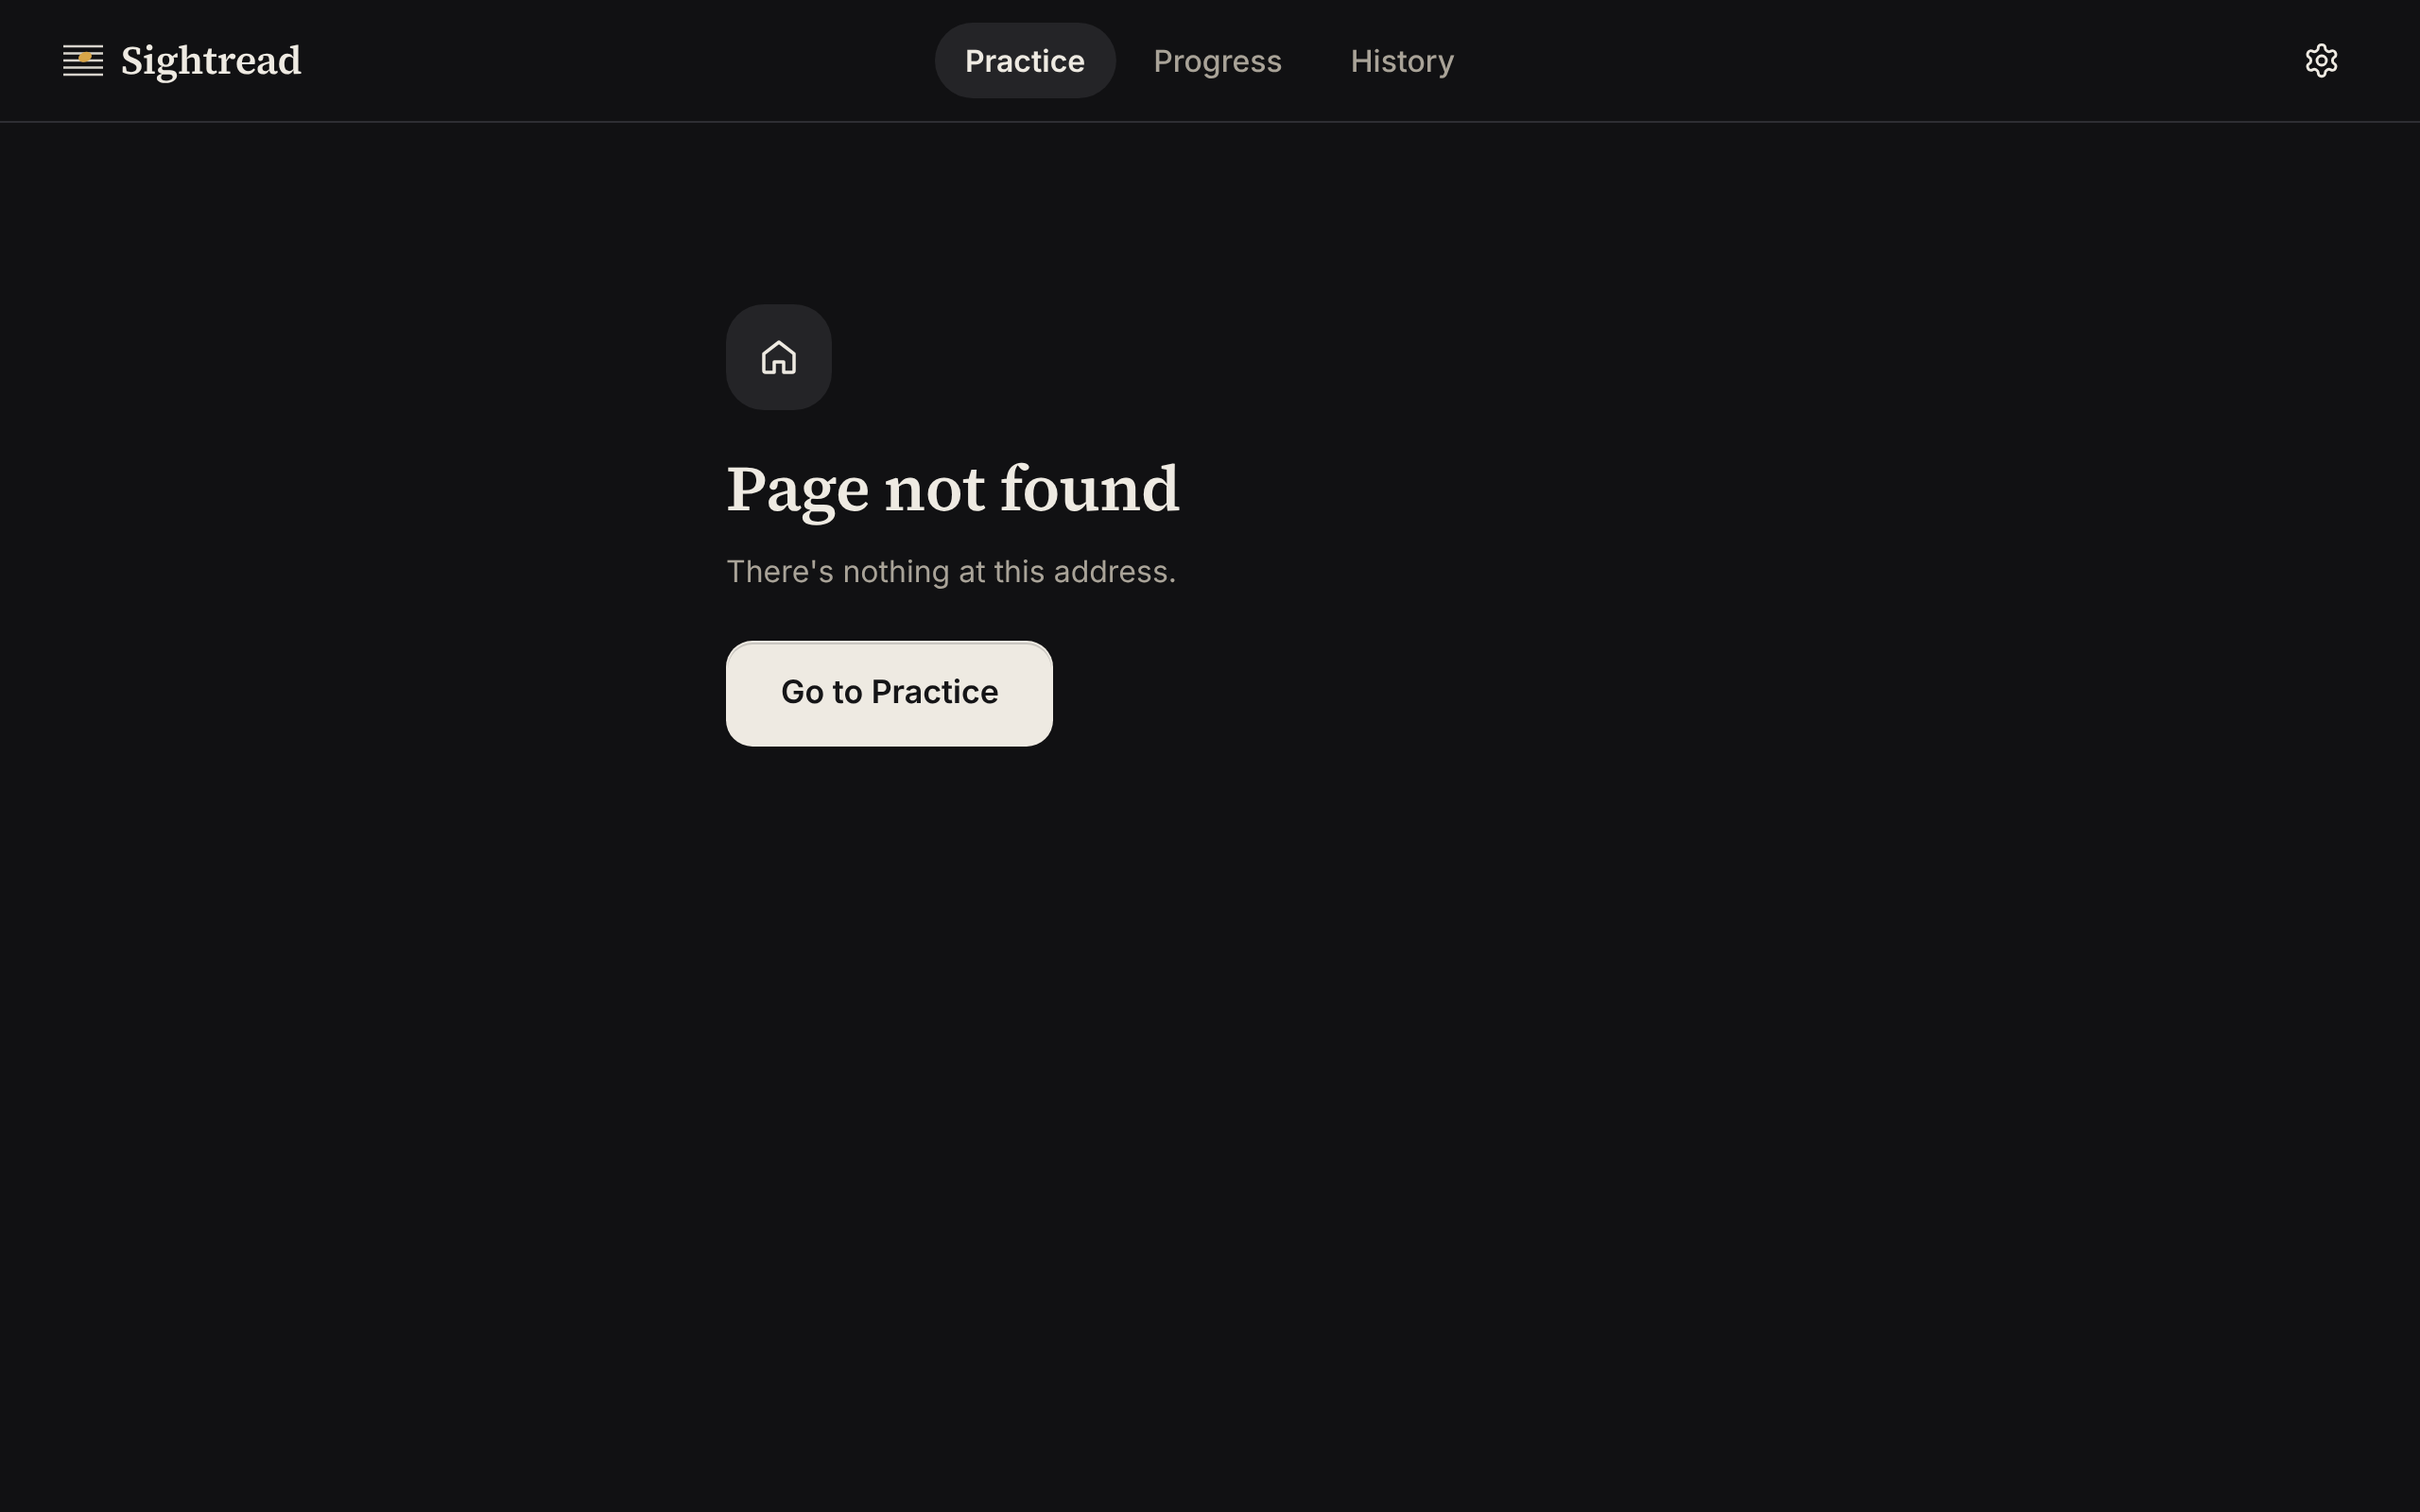 Sightread
Practice
Progress
History
Page not found
There's nothing at this address.
Go to Practice